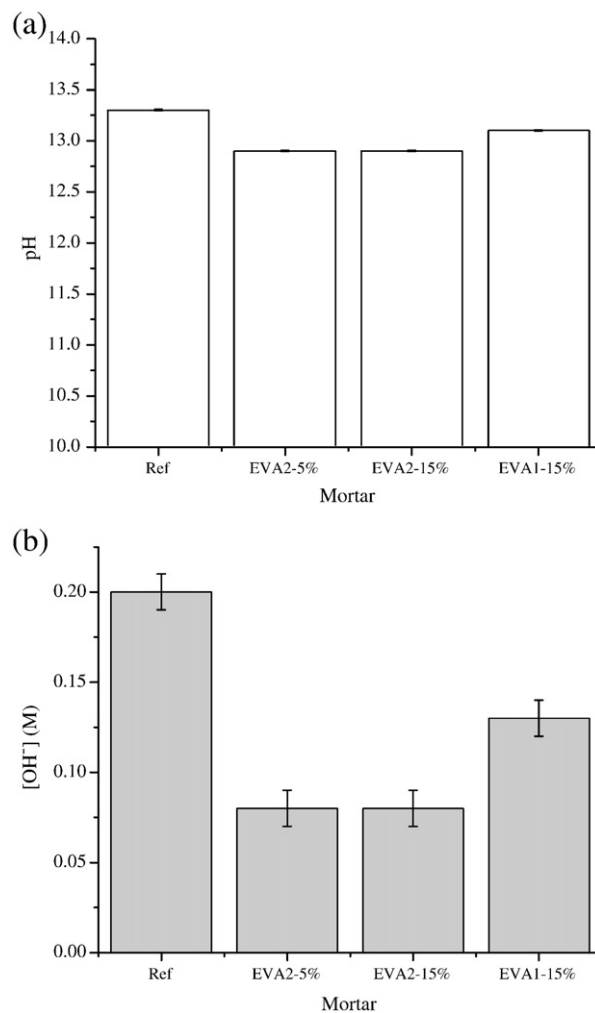 (a)
14.0
13.5
13.0
12.5
12.0
11.5
11.0
10.5
10.0
pH
Ref
EVA2-5%
EVA2-15%
EVA1-15%
Mortar
(b)
0.20
0.15
0.10
0.05
0.00
[OH⁻] (M)
Ref
EVA2-5%
EVA2-15%
EVA1-15%
Mortar